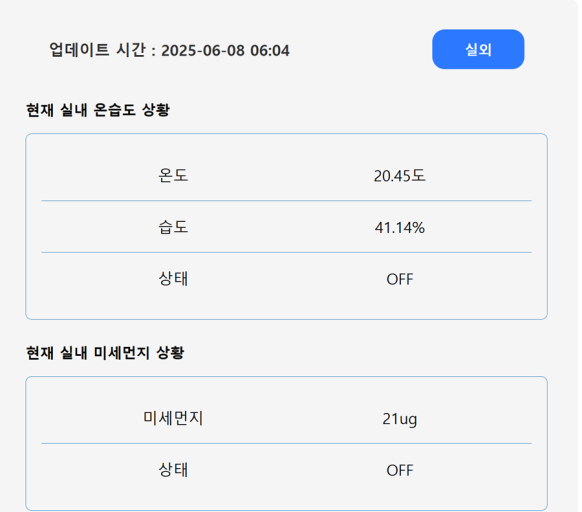 업데이트 시간 : 2025-06-08 06:04
실외
현재 실내 온습도 상황
온도 20.45도
습도 41.14%
상태 OFF
현재 실내 미세먼지 상황
미세먼지 21ug
상태 OFF